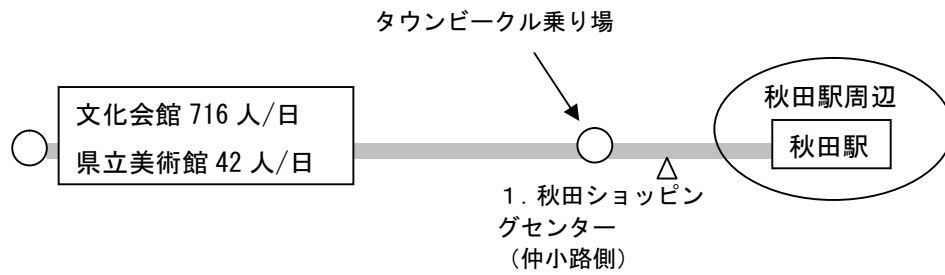 タウンビークル乗り場
文化会館 716 人/日
県立美術館 42 人/日
秋田駅周辺
秋田駅
１．秋田ショッピン
グセンター
（仲小路側）